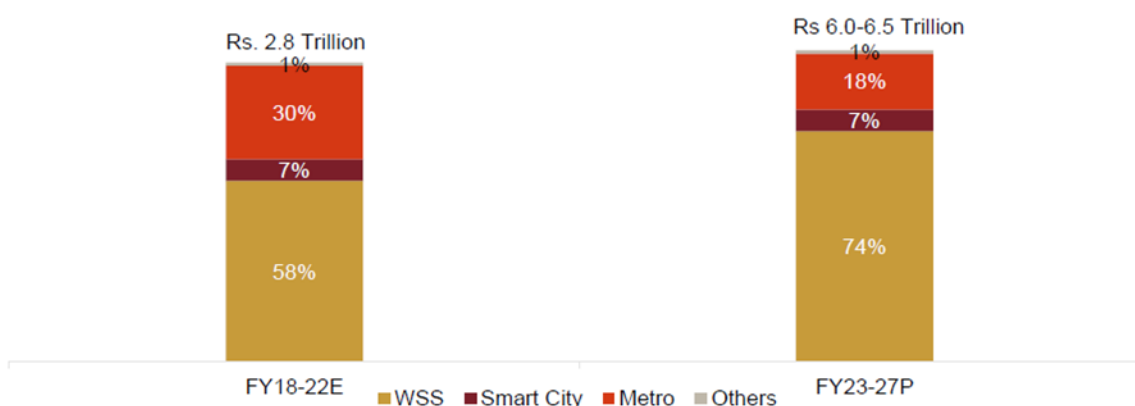 Rs. 2.8 Trillion
1%
30%
7%
58%
FY18-22E
Rs 6.0-6.5 Trillion
1%
18%
7%
74%
FY23-27P
WSS Smart City Metro Others